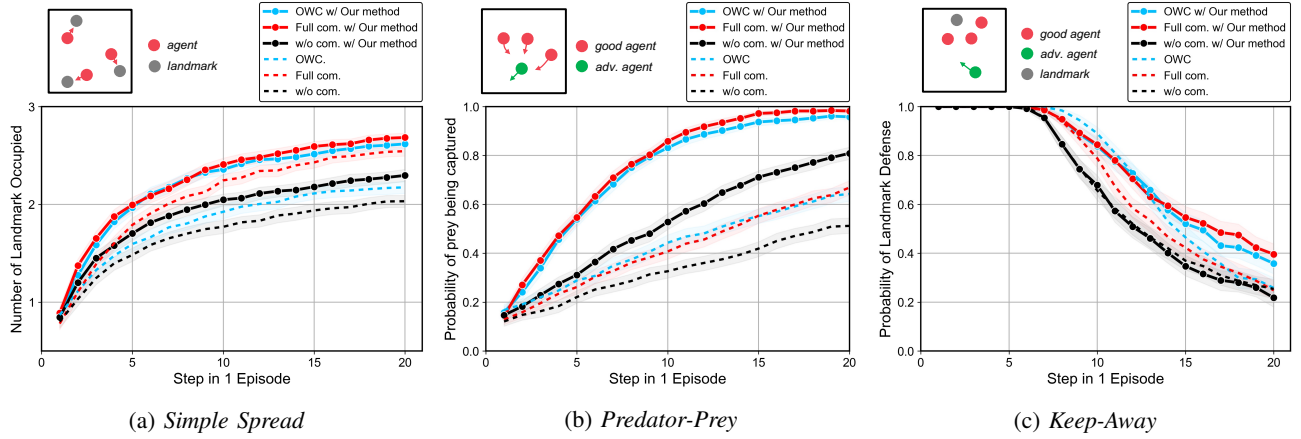 agent
landmark
OWC w/ Our method
Full com. w/ Our method
w/o com. w/ Our method
OWC.
Full com.
w/o com.
Number of Landmark Occupied
3
2
1
0 5 10 15 20
Step in 1 Episode
(a) Simple Spread
good agent
adv. agent
OWC w/ Our method
Full com. w/ Our method
w/o com. w/ Our method
OWC
Full com.
w/o com.
Probability of prey being captured
1.0
0.8
0.6
0.4
0.2
0.0
0 5 10 15 20
Step in 1 Episode
(b) Predator-Prey
good agent
adv. agent
landmark
OWC w/ Our method
Full com. w/ Our method
w/o com. w/ Our method
OWC
Full com.
w/o com.
Probability of Landmark Defense
1.0
0.8
0.6
0.4
0.2
0.0
0 5 10 15 20
Step in 1 Episode
(c) Keep-Away